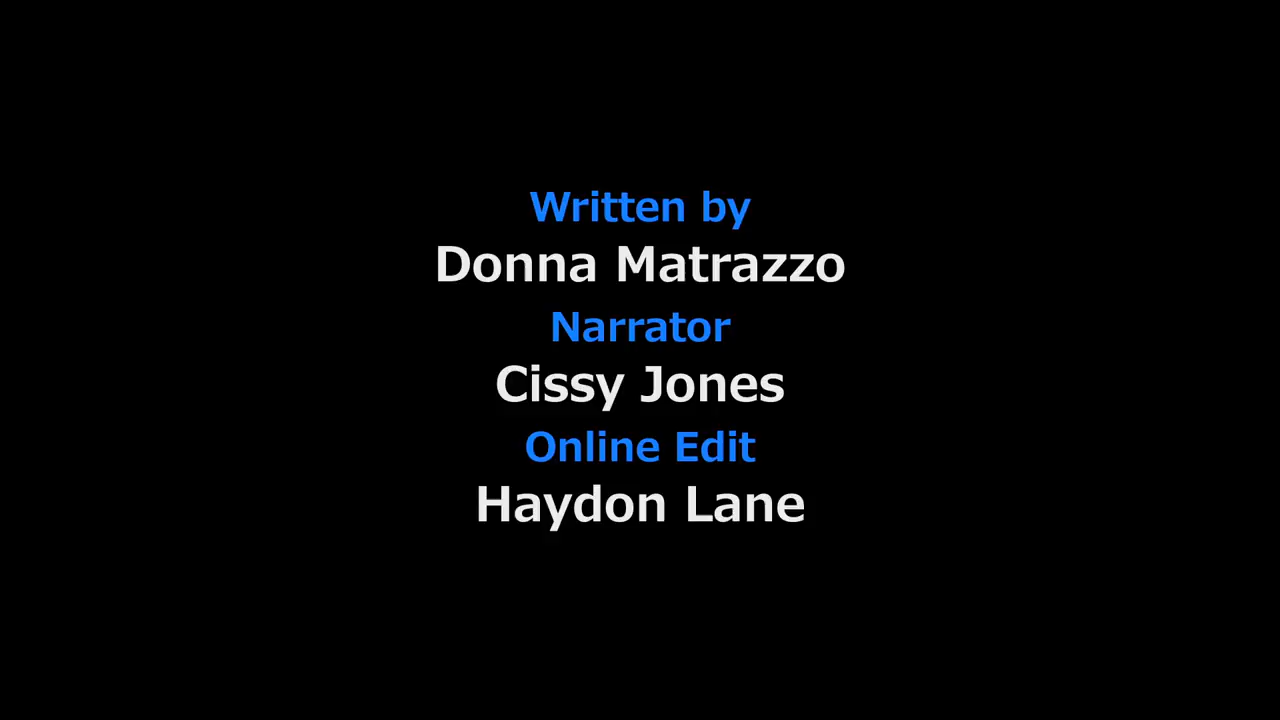 Written by
Donna Matrazzo
Narrator
Cissy Jones
Online Edit
Haydon Lane